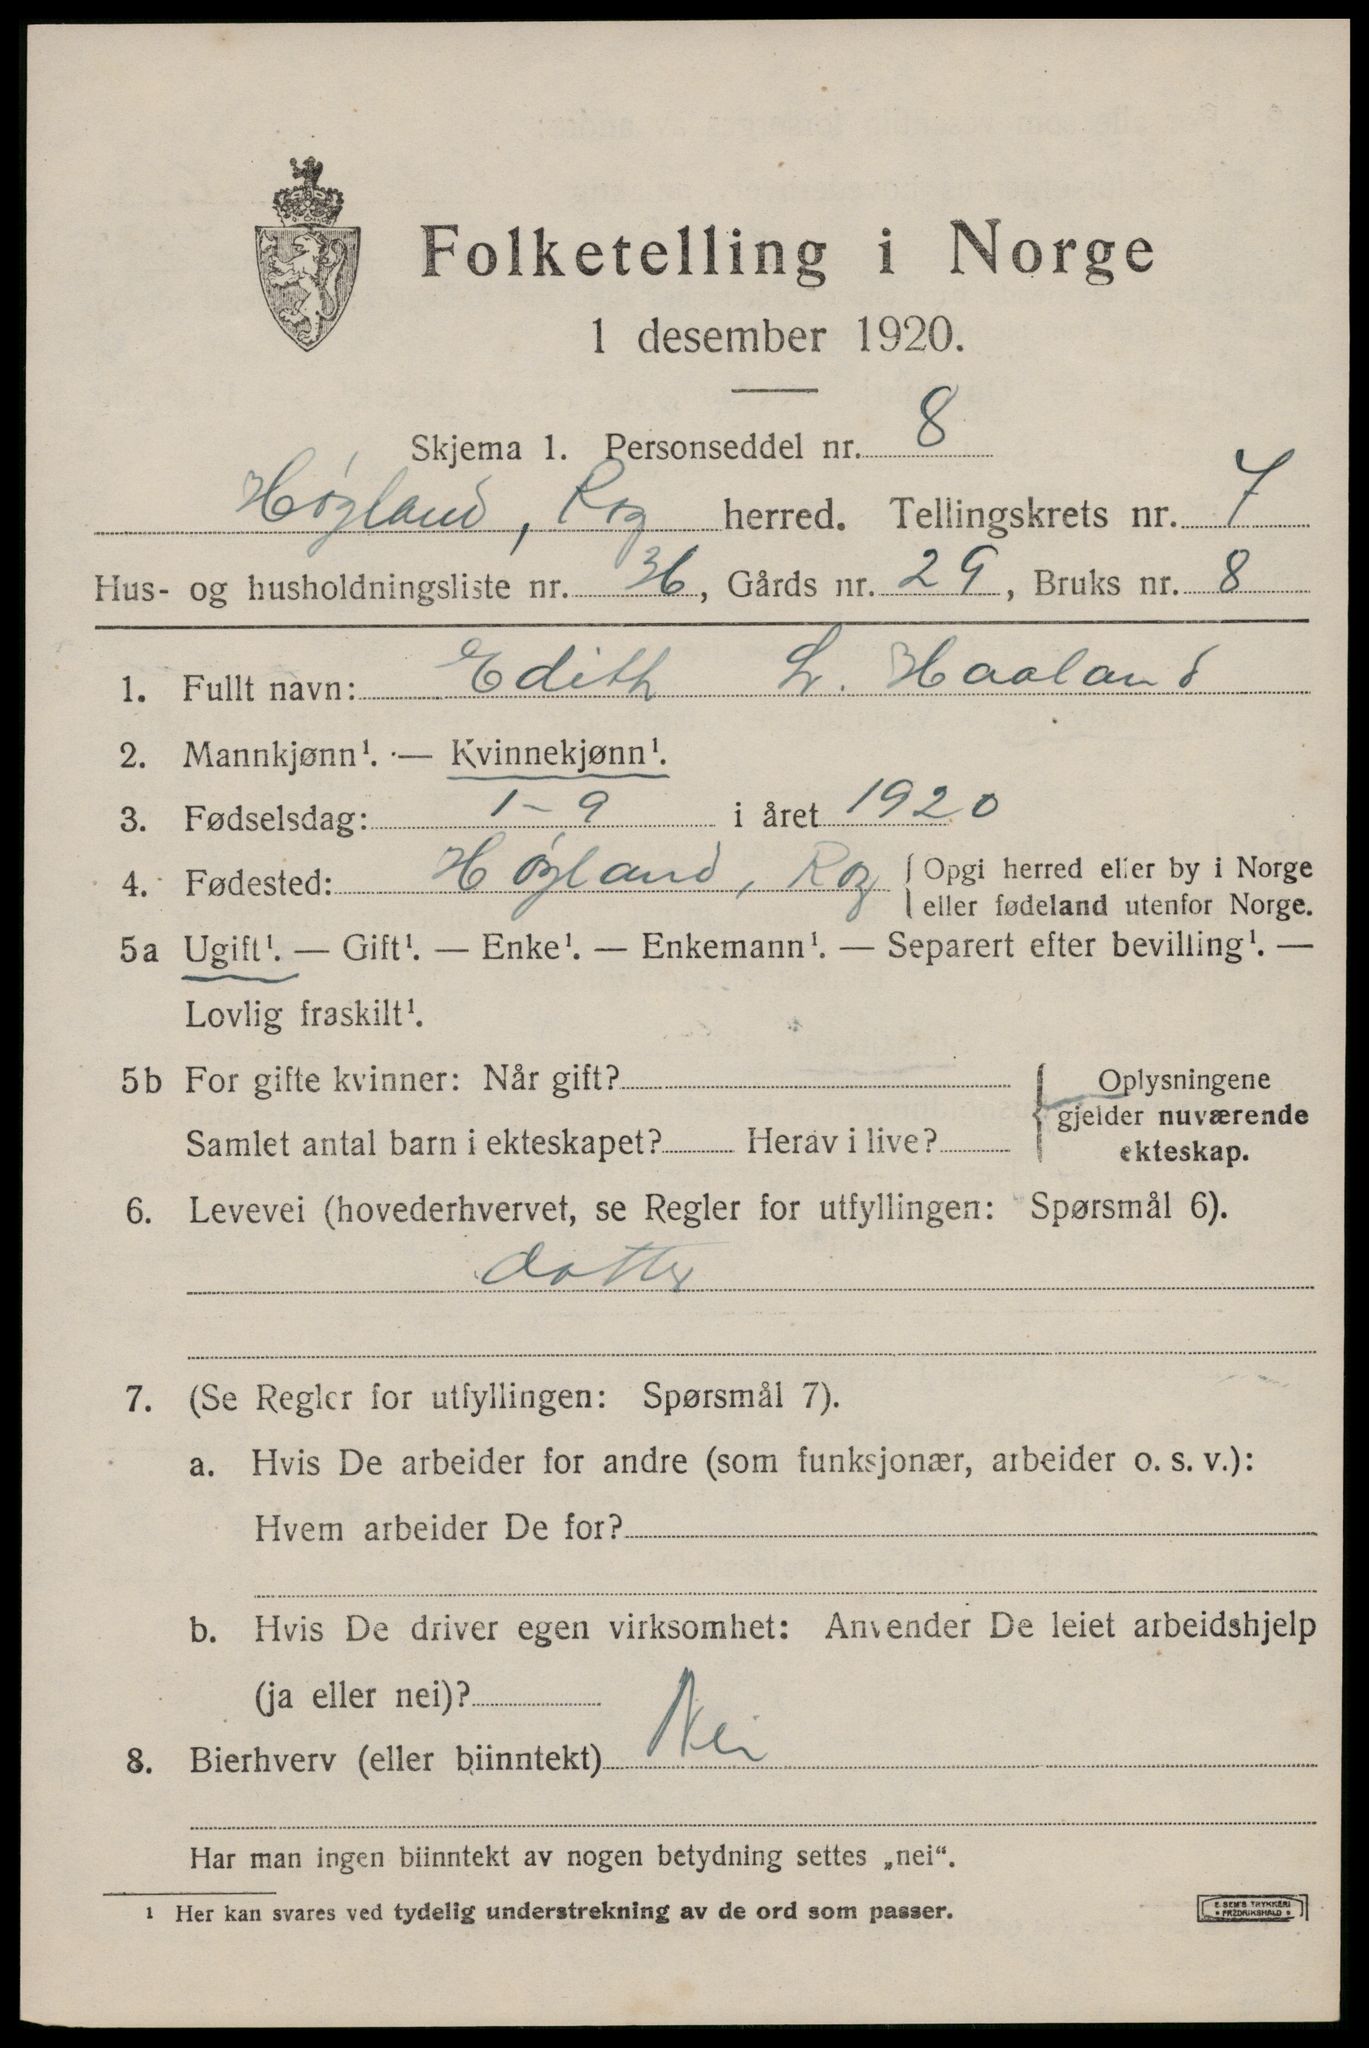 Folketelling i Norge
1 desember 1920.
Skjema 1. Personseddel nr. 8
Høgland, Rog herred. Tellingskrets nr. 7
Hus- og husholdningsliste nr. 36, Gårds nr. 29, Bruks nr. 8
1. Fullt navn: Edith L. Haaland
2. Mannkjønn¹. — Kvinnekjønn¹.
3. Fødselsdag: 1-9 i året 1920
4. Fødested: Høgland, Rog { Opgi herred eller by i Norge
eller fødeland utenfor Norge.
5a Ugift¹. — Gift¹. — Enke¹. — Enkemann¹. — Separert efter bevilling¹. —
Lovlig fraskilt¹.
5b For gifte kvinner: Når gift? { Oplysningene
gjelder nuværende
Samlet antal barn i ekteskapet? Herav i live?
ekteskap.
6. Levevei (hovederhvervet, se Regler for utfyllingen: Spørsmål 6).
datter
7. (Se Regler for utfyllingen: Spørsmål 7).
a. Hvis De arbeider for andre (som funksjonær, arbeider o. s. v.):
Hvem arbeider De for?
b. Hvis De driver egen virksomhet: Anvender De leiet arbeidshjelp
(ja eller nei)?
8. Bierhverv (eller biinntekt) Nei
Har man ingen biinntekt av nogen betydning settes „nei“.
¹ Her kan svares ved tydelig understrekning av de ord som passer.
E. SEM'S TRYKKERI
• FREDRIKSHALD •